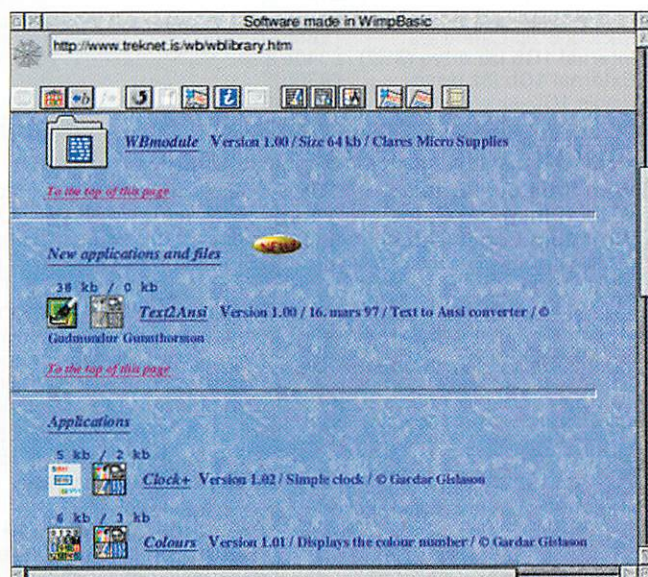 Software made in WimpBasic
http://www.treknet.is/wb/wblibrary.htm
WBmodule Version 1.00 / Size 64 kb / Clares Micro Supplies
To the top of this page
New applications and files NEW!
38 kb / 0 kb
Text2Ansi Version 1.00 / 16. mars 97 / Text to Ansi converter / ©
Gudmundur Gunnthorsson
To the top of this page
Applications
5 kb / 2 kb
Clock+ Version 1.02 / Simple clock / © Gardar Gislason
6 kb / 3 kb
Colours Version 1.01 / Displays the colour number / © Gardar Gislason